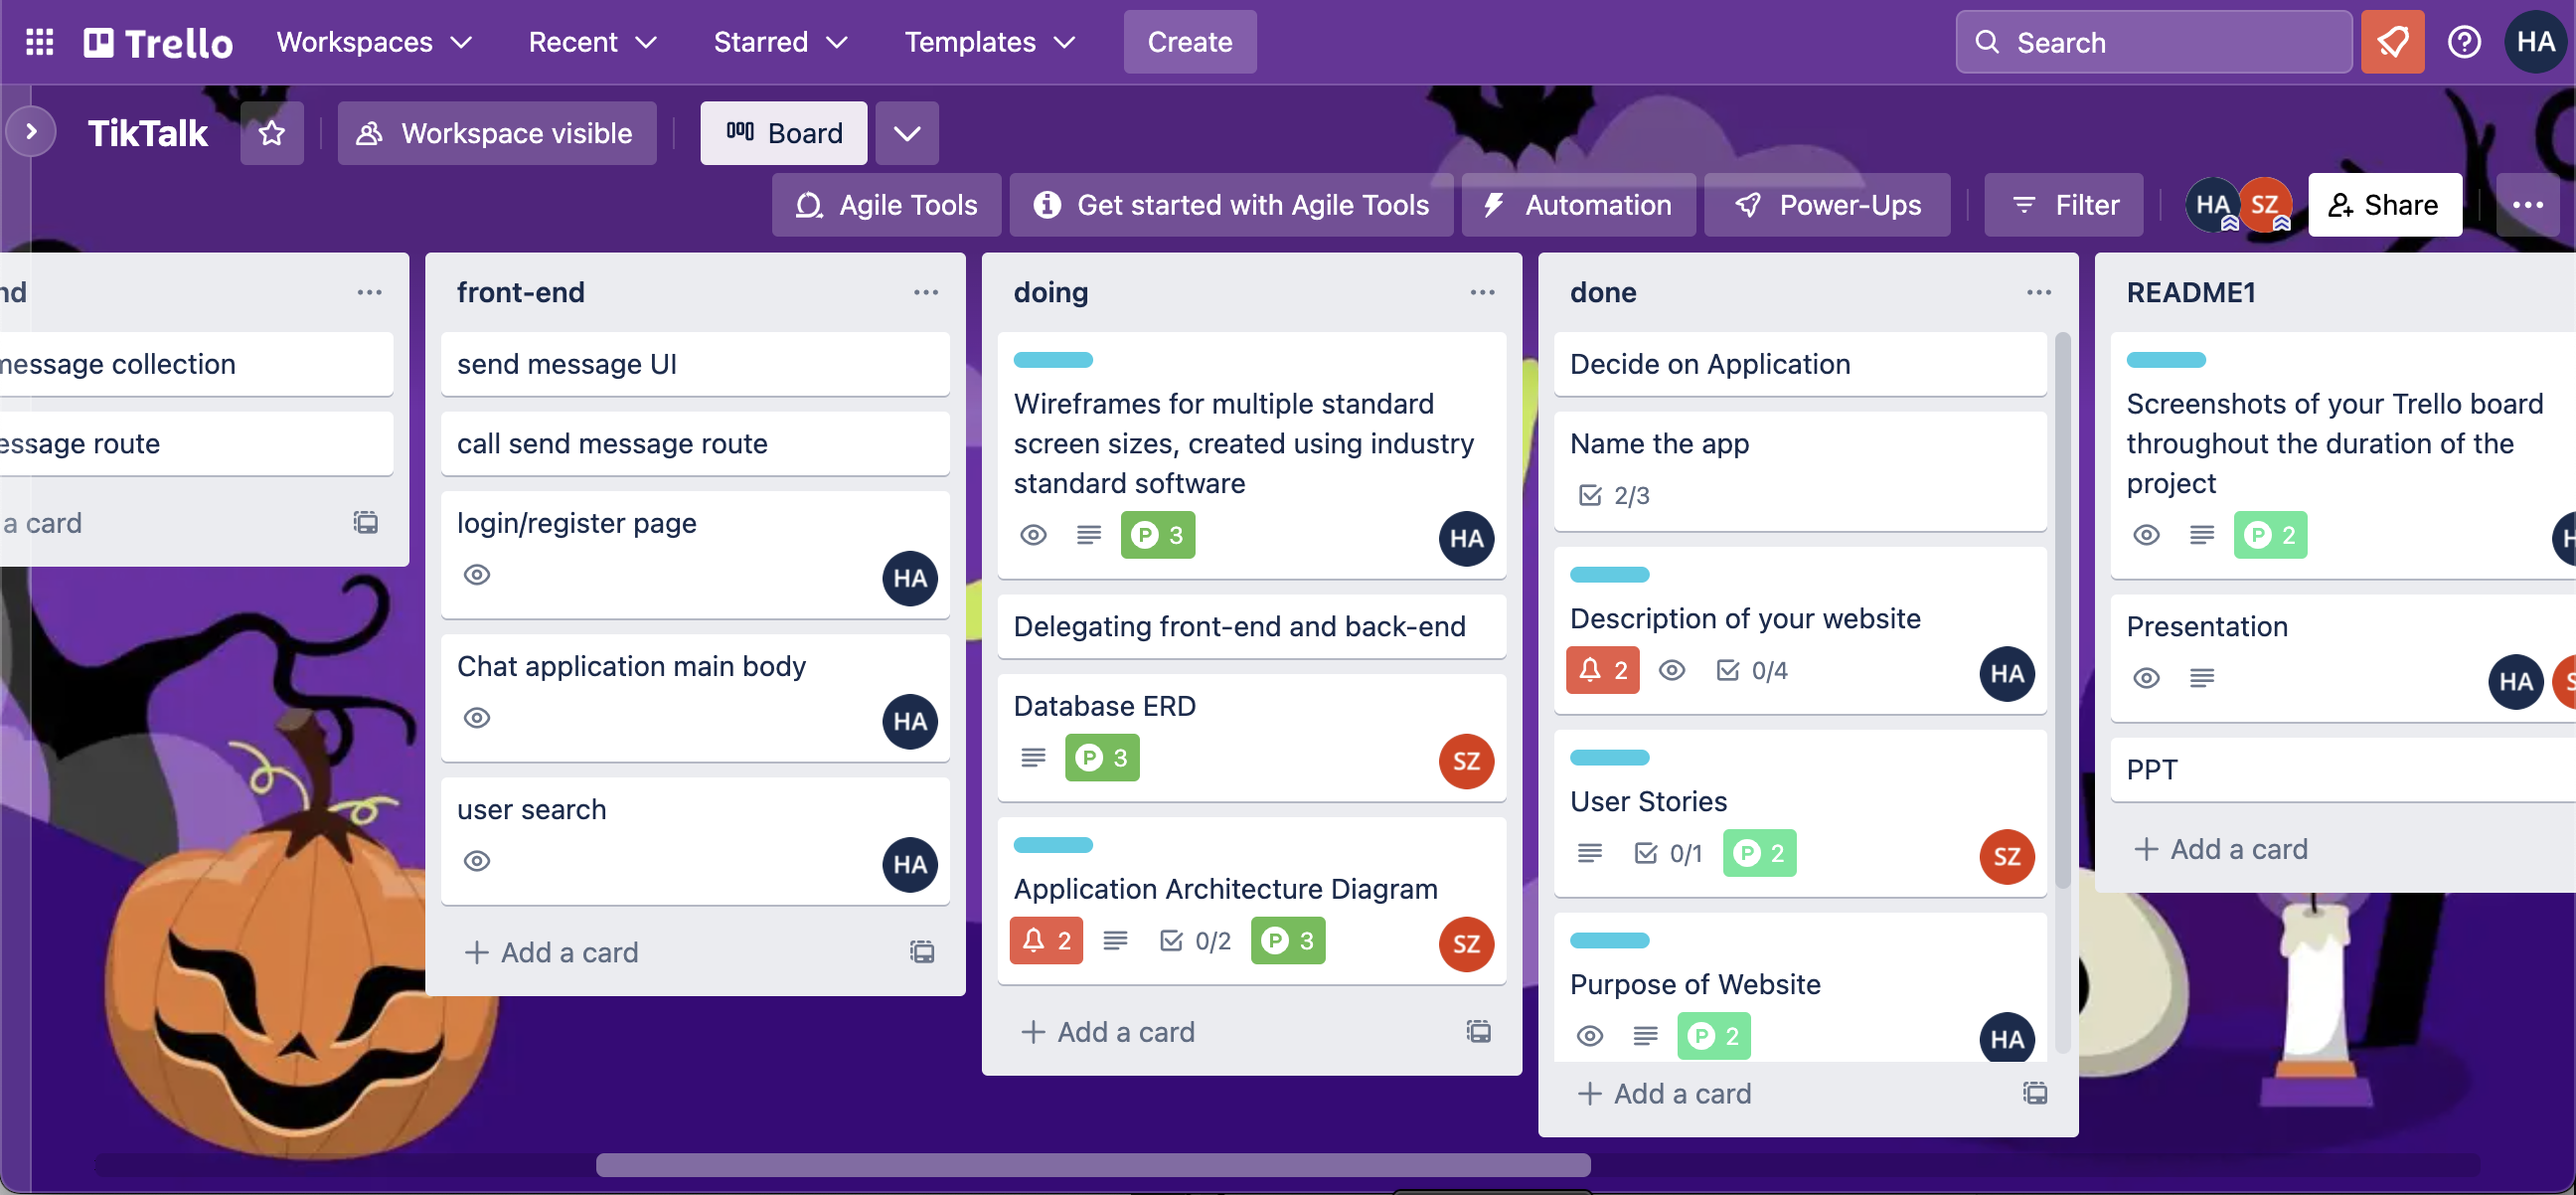 Trello
Workspaces
Recent
Starred
Templates
Create
Search
HA
TikTalk
Workspace visible
Board
Agile Tools
Get started with Agile Tools
Automation
Power-Ups
Filter
HA
SZ
Share
message collection
route
a card
front-end
send message UI
call send message route
login/register page
HA
Chat application main body
HA
user search
HA
Add a card
doing
Wireframes for multiple standard
screen sizes, created using industry
standard software
P 3
HA
Delegating front-end and back-end
Database ERD
P 3
SZ
Application Architecture Diagram
2
0/2
P 3
SZ
Add a card
done
Decide on Application
Name the app
2/3
Description of your website
2
0/4
HA
User Stories
0/1
P 2
SZ
Purpose of Website
P 2
HA
Add a card
README1
Screenshots of your Trello board
throughout the duration of the
project
P 2
Presentation
HA
PPT
Add a card